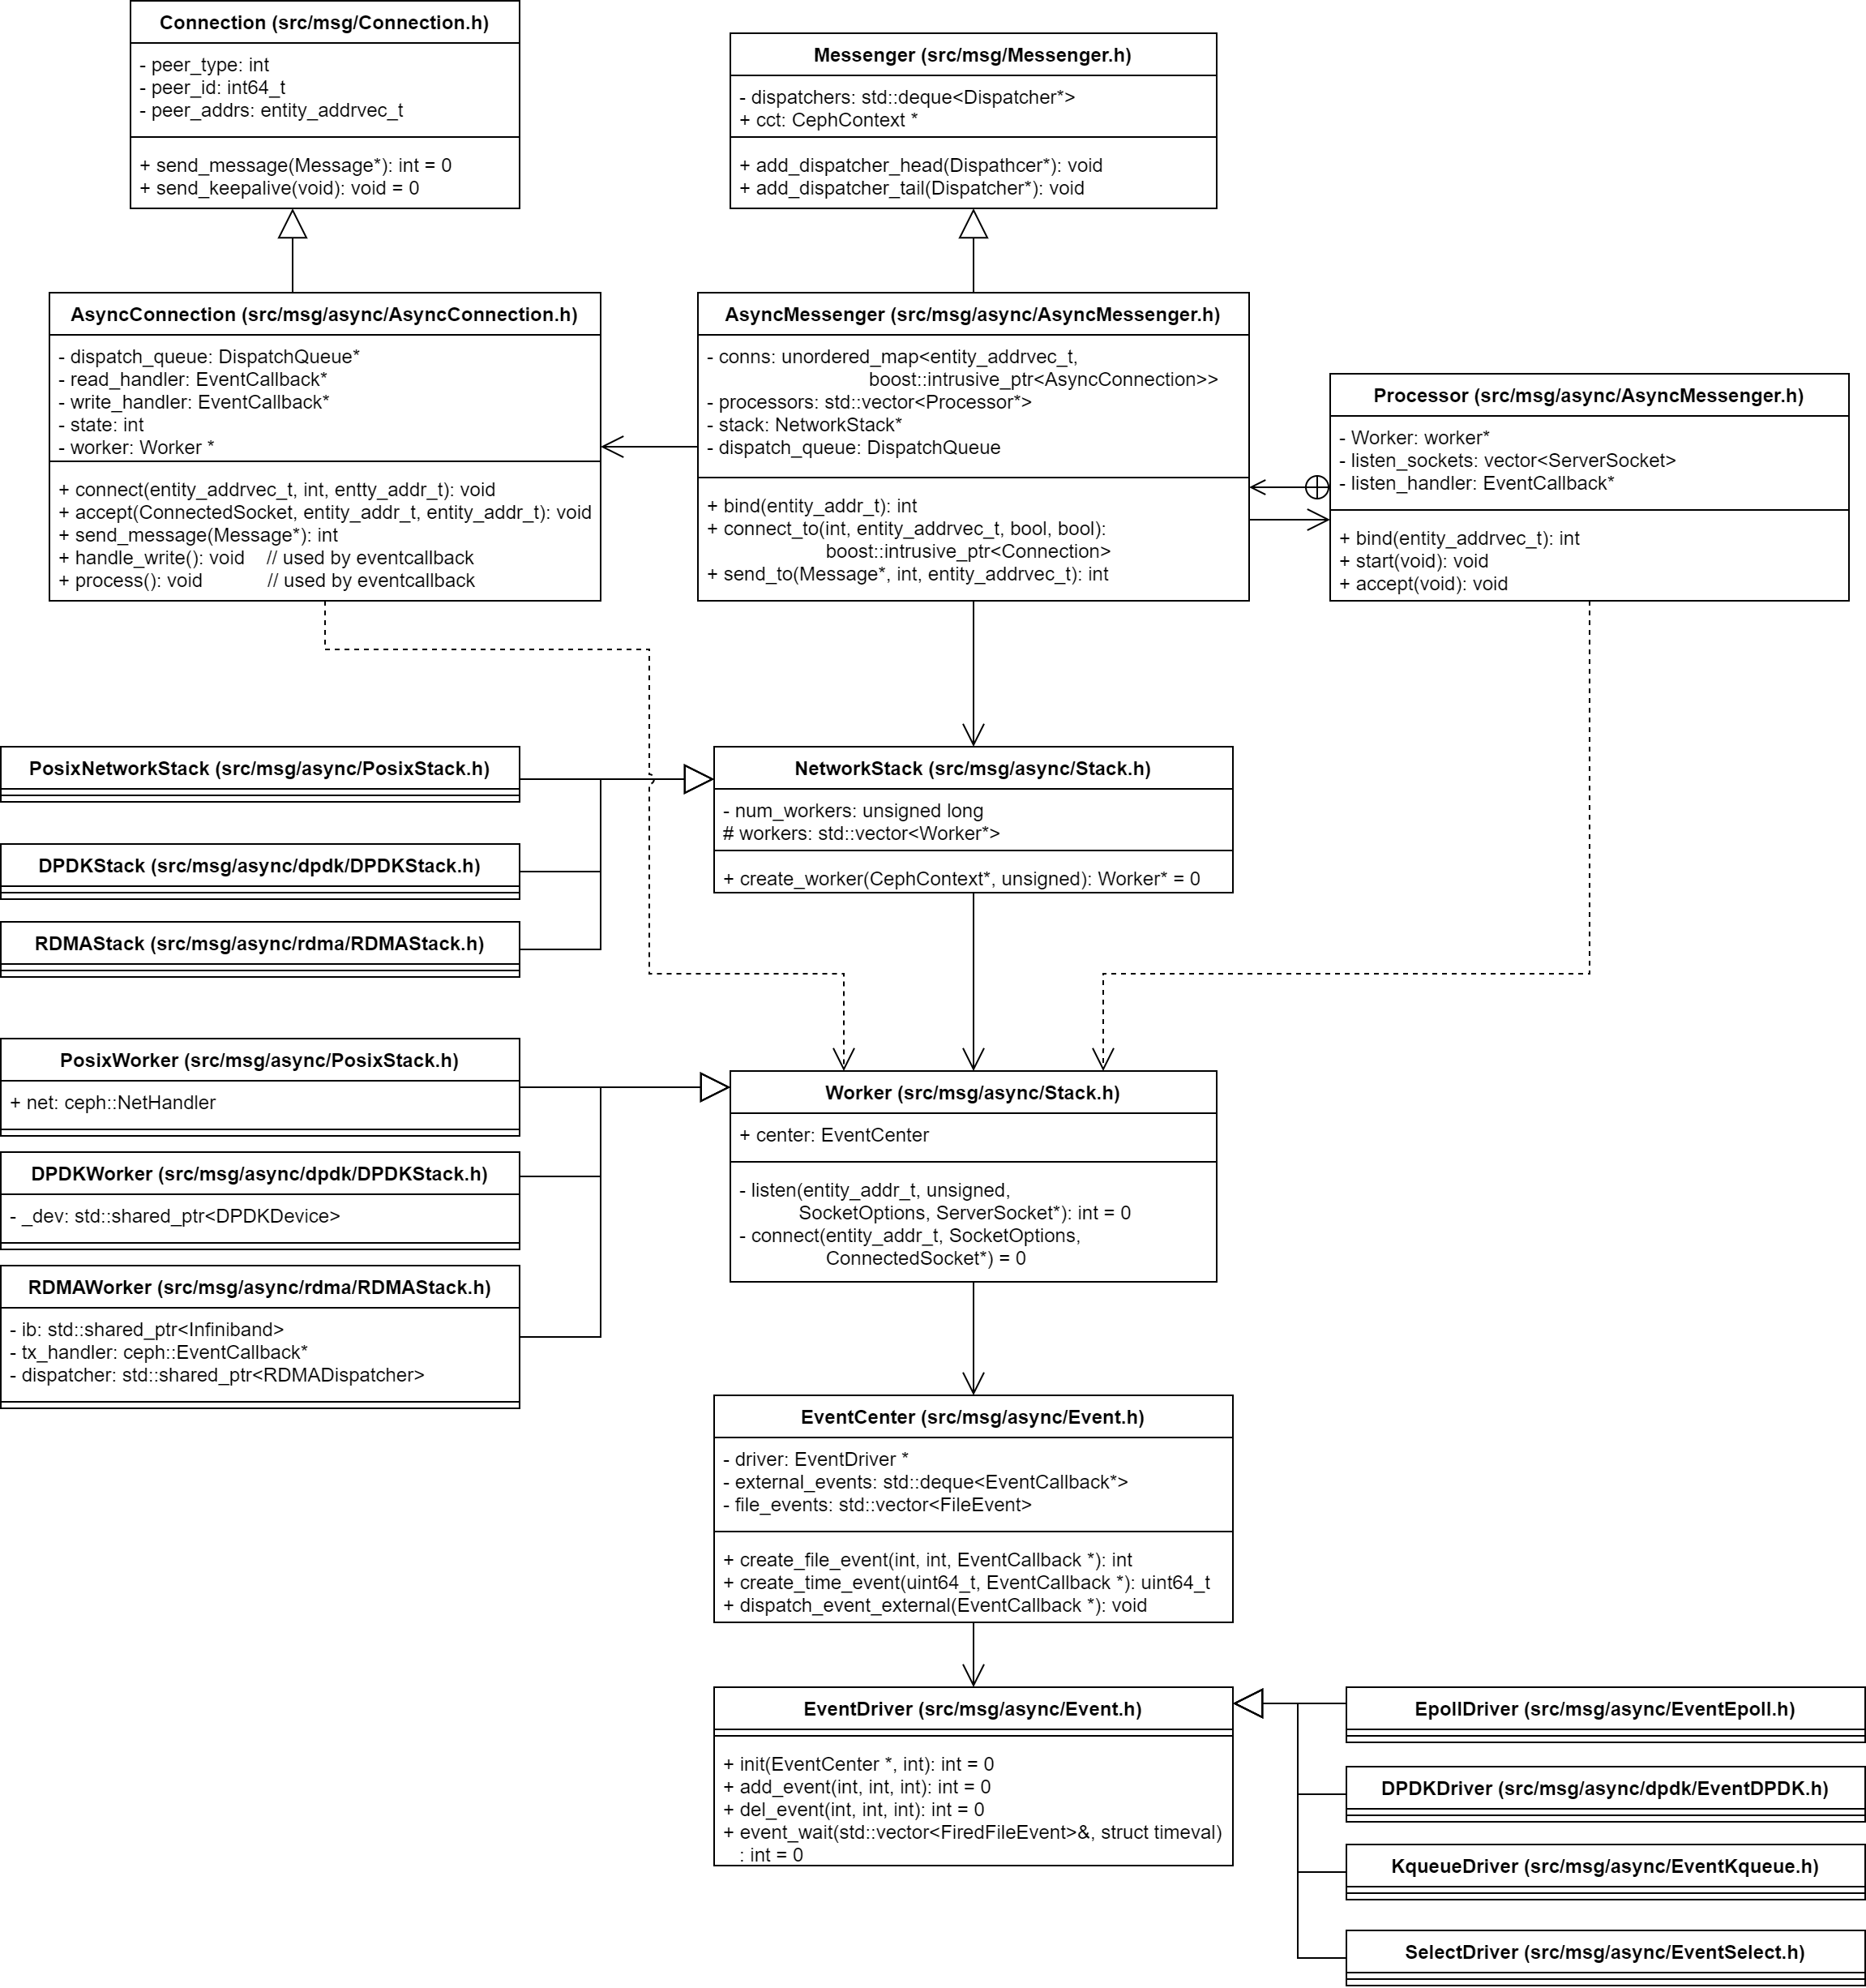 Connection (src/msg/Connection.h)
- peer_type: int
- peer_id: int64_t
- peer_addrs: entity_addrvec_t
+ send_message(Message*): int = 0
+ send_keepalive(void): void = 0
Messenger (src/msg/Messenger.h)
- dispatchers: std::deque<Dispatcher*>
+ cct: CephContext *
+ add_dispatcher_head(Dispathcer*): void
+ add_dispatcher_tail(Dispatcher*): void
AsyncConnection (src/msg/async/AsyncConnection.h)
- dispatch_queue: DispatchQueue*
- read_handler: EventCallback*
- write_handler: EventCallback*
- state: int
- worker: Worker *
+ connect(entity_addrvec_t, int, entty_addr_t): void
+ accept(ConnectedSocket, entity_addr_t, entity_addr_t): void
+ send_message(Message*): int
+ handle_write(): void // used by eventcallback
+ process(): void // used by eventcallback
AsyncMessenger (src/msg/async/AsyncMessenger.h)
- conns: unordered_map<entity_addrvec_t,
boost::intrusive_ptr<AsyncConnection>>
- processors: std::vector<Processor*>
- stack: NetworkStack*
- dispatch_queue: DispatchQueue
+ bind(entity_addr_t): int
+ connect_to(int, entity_addrvec_t, bool, bool):
boost::intrusive_ptr<Connection>
+ send_to(Message*, int, entity_addrvec_t): int
Processor (src/msg/async/AsyncMessenger.h)
- Worker: worker*
- listen_sockets: vector<ServerSocket>
- listen_handler: EventCallback*
+ bind(entity_addrvec_t): int
+ start(void): void
+ accept(void): void
PosixNetworkStack (src/msg/async/PosixStack.h)
DPDKStack (src/msg/async/dpdk/DPDKStack.h)
RDMAStack (src/msg/async/rdma/RDMAStack.h)
NetworkStack (src/msg/async/Stack.h)
- num_workers: unsigned long
# workers: std::vector<Worker*>
+ create_worker(CephContext*, unsigned): Worker* = 0
PosixWorker (src/msg/async/PosixStack.h)
+ net: ceph::NetHandler
DPDKWorker (src/msg/async/dpdk/DPDKStack.h)
- _dev: std::shared_ptr<DPDKDevice>
RDMAWorker (src/msg/async/rdma/RDMAStack.h)
- ib: std::shared_ptr<Infiniband>
- tx_handler: ceph::EventCallback*
- dispatcher: std::shared_ptr<RDMADispatcher>
Worker (src/msg/async/Stack.h)
+ center: EventCenter
- listen(entity_addr_t, unsigned,
SocketOptions, ServerSocket*): int = 0
- connect(entity_addr_t, SocketOptions,
ConnectedSocket*) = 0
EventCenter (src/msg/async/Event.h)
- driver: EventDriver *
- external_events: std::deque<EventCallback*>
- file_events: std::vector<FileEvent>
+ create_file_event(int, int, EventCallback *): int
+ create_time_event(uint64_t, EventCallback *): uint64_t
+ dispatch_event_external(EventCallback *): void
EventDriver (src/msg/async/Event.h)
+ init(EventCenter *, int): int = 0
+ add_event(int, int, int): int = 0
+ del_event(int, int, int): int = 0
+ event_wait(std::vector<FiredFileEvent>&, struct timeval)
: int = 0
EpollDriver (src/msg/async/EventEpoll.h)
DPDKDriver (src/msg/async/dpdk/EventDPDK.h)
KqueueDriver (src/msg/async/EventKqueue.h)
SelectDriver (src/msg/async/EventSelect.h)